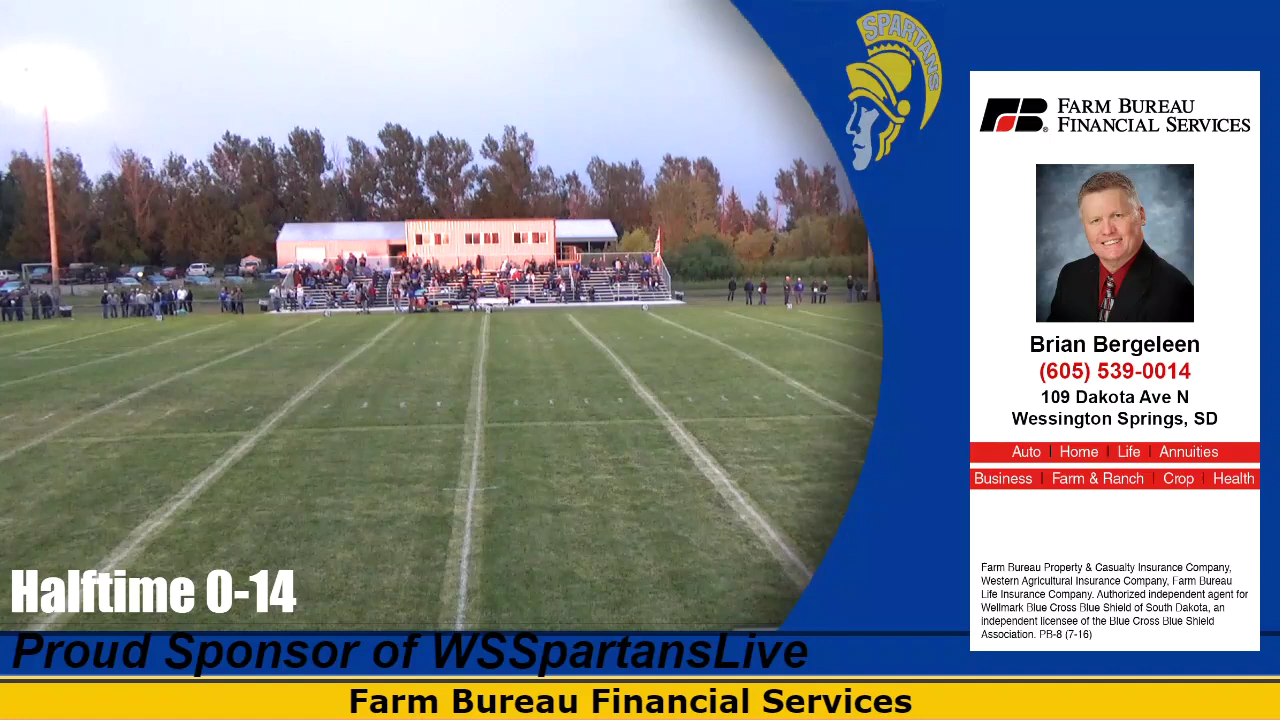 SPARTANS
FARM BUREAU
FINANCIAL SERVICES
Brian Bergeleen
(605) 539-0014
109 Dakota Ave N
Wessington Springs, SD
Auto | Home | Life | Annuities
Business | Farm & Ranch | Crop | Health
Farm Bureau Property & Casualty Insurance Company,
Western Agricultural Insurance Company, Farm Bureau
Life Insurance Company. Authorized independent agent for
Wellmark Blue Cross Blue Shield of South Dakota, an
independent licensee of the Blue Cross Blue Shield
Association. PB-8 (7-16)
Halftime 0-14
Proud Sponsor of WSSpartansLive
Farm Bureau Financial Services